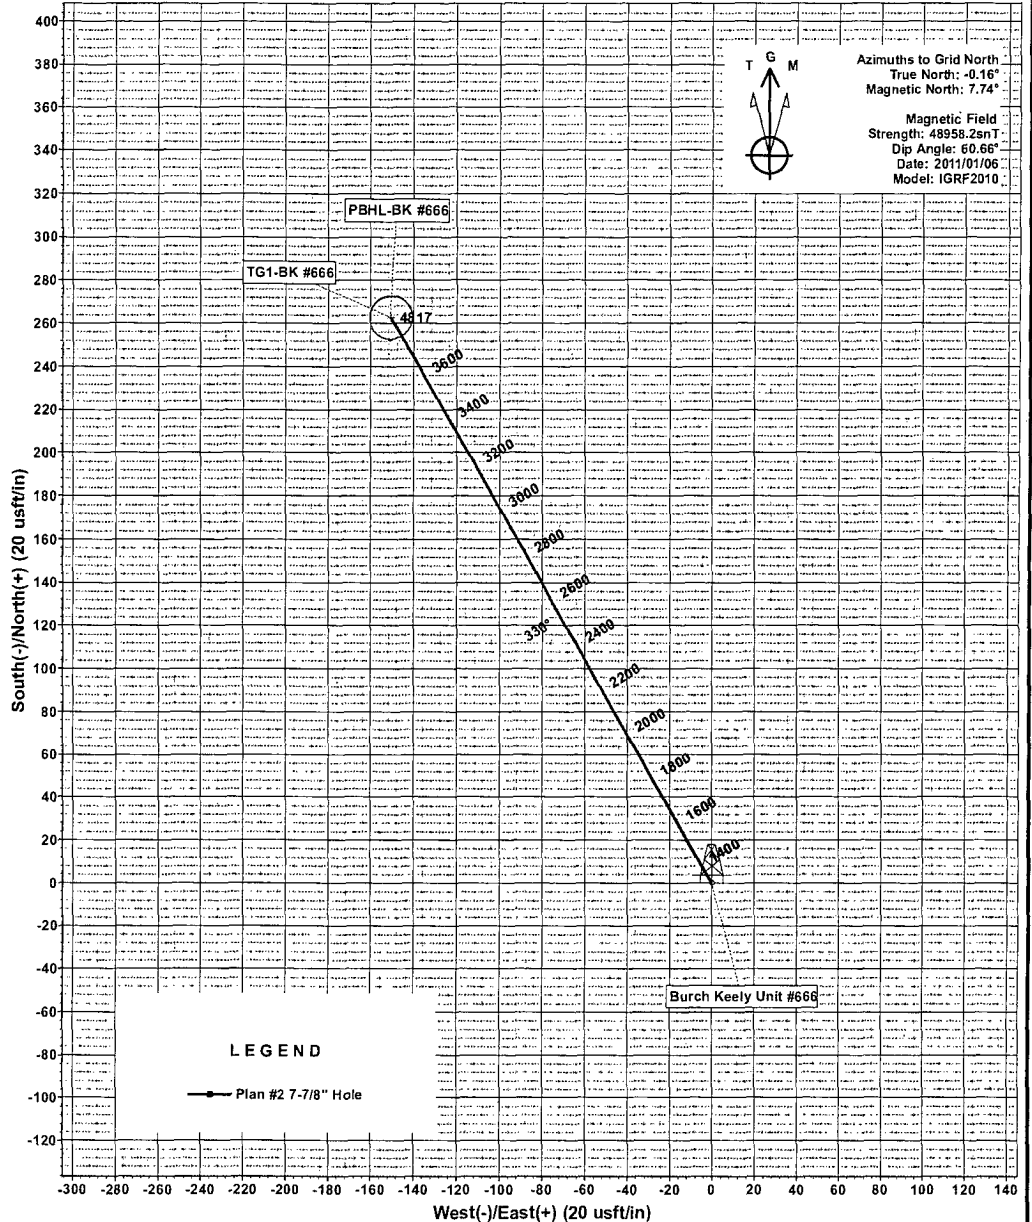 T G M
Azimuths to Grid North
True North: -0.16°
Magnetic North: 7.74°
Magnetic Field
Strength: 48958.2snT
Dip Angle: 60.66°
Date: 2011/01/06
Model: IGRF2010
South(-)/North(+) (20 usft/in)
400
380
360
340
320
300
280
260
240
220
200
180
160
140
120
100
80
60
40
20
0
-20
-40
-60
-80
-100
-120
PBHL-BK #666
TG1-BK #666
4817
3600
3400
3200
3000
2800
2600
330°
2400
2200
2000
1800
1600
1400
Burch Keely Unit #666
LEGEND
Plan #2 7-7/8" Hole
-300 -280 -260 -240 -220 -200 -180 -160 -140 -120 -100 -80 -60 -40 -20 0 20 40 60 80 100 120 140
West(-)/East(+) (20 usft/in)